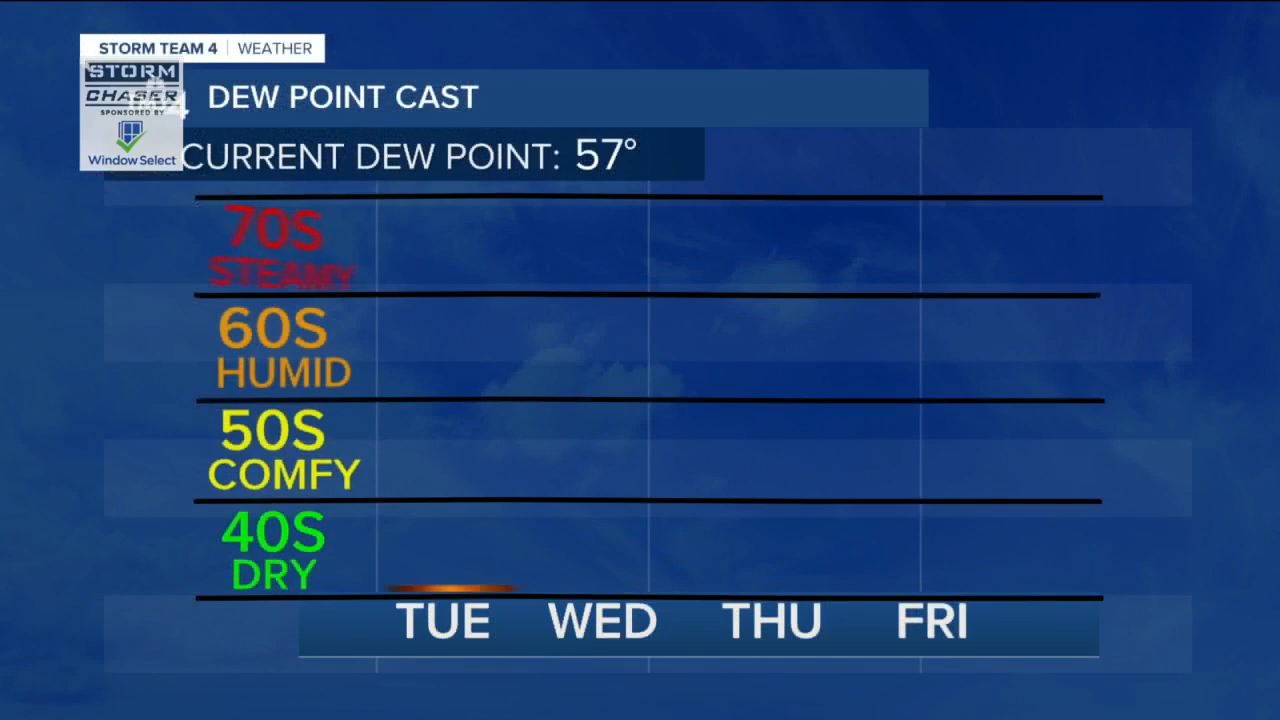 STORM TEAM 4 | WEATHER
STORM
CHASER
SPONSORED BY
Window Select
4
DEW POINT CAST
CURRENT DEW POINT: 57°
70S
STEAMY
60S
HUMID
50S
COMFY
40S
DRY
TUE WED THU FRI